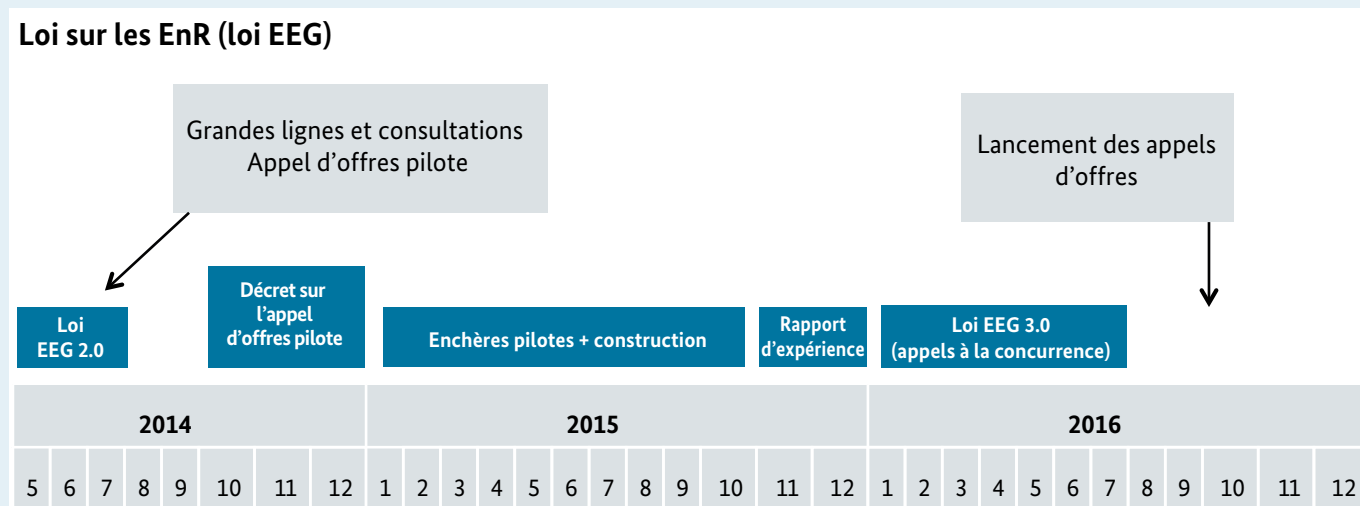 Loi sur les EnR (loi EEG)
Grandes lignes et consultations
Appel d’offres pilote
Lancement des appels
d’offres
Loi
EEG 2.0
Décret sur
l’appel
d’offres pilote
Enchères pilotes + construction
Rapport
d’expérience
Loi EEG 3.0
(appels à la concurrence)
2014 2015 2016
5 6 7 8 9 10 11 12 1 2 3 4 5 6 7 8 9 10 11 12 1 2 3 4 5 6 7 8 9 10 11 12